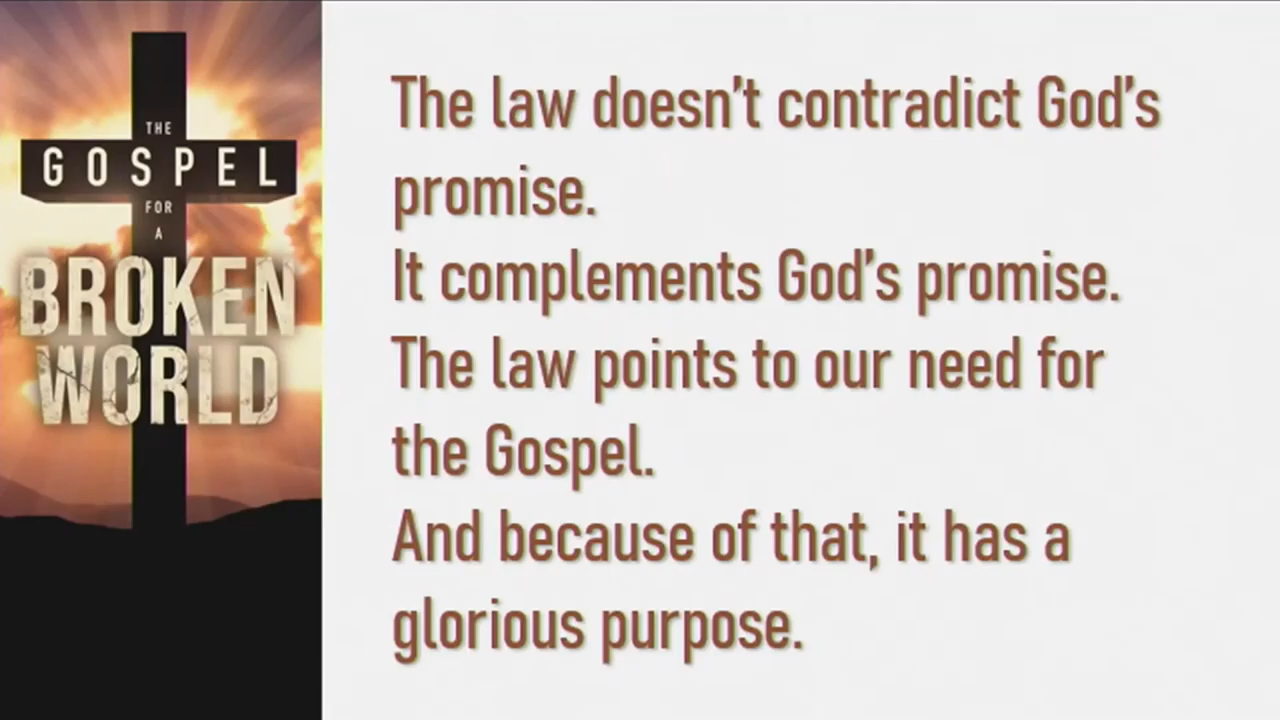 THE
GOSPEL
FOR
A
BROKEN
WORLD
The law doesn't contradict God's
promise.
It complements God's promise.
The law points to our need for
the Gospel.
And because of that, it has a
glorious purpose.